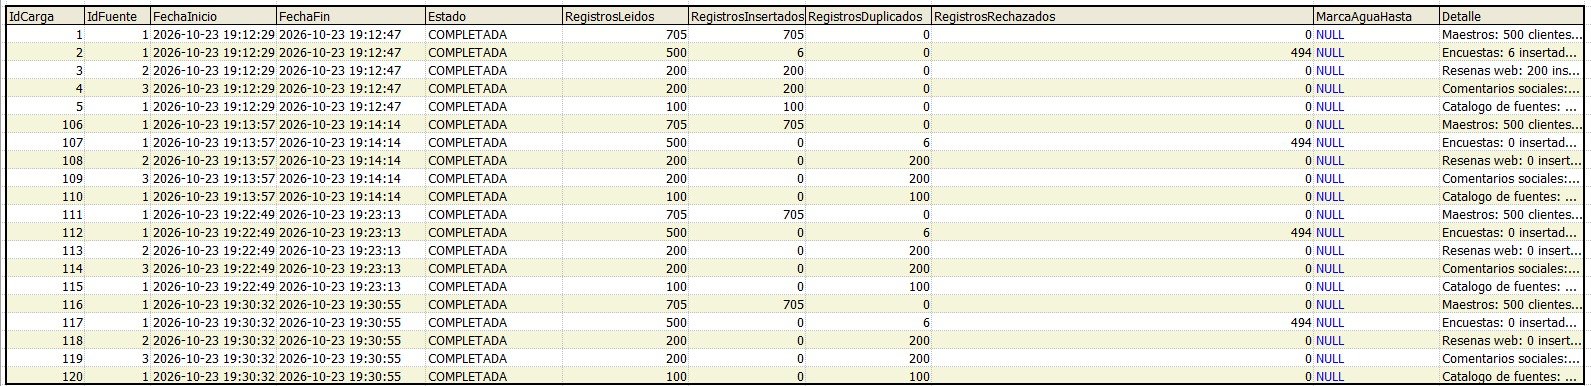 IdCarga IdFuente FechaInicio FechaFin Estado RegistrosLeidos RegistrosInsertados RegistrosDuplicados RegistrosRechazados MarcaAguaHasta Detalle
1 1 2026-10-23 19:12:29 2026-10-23 19:12:47 COMPLETADA 705 705 0 0 NULL Maestros: 500 clientes...
2 1 2026-10-23 19:12:29 2026-10-23 19:12:47 COMPLETADA 500 6 0 494 NULL Encuestas: 6 insertad...
3 2 2026-10-23 19:12:29 2026-10-23 19:12:47 COMPLETADA 200 200 0 0 NULL Resenas web: 200 ins...
4 3 2026-10-23 19:12:29 2026-10-23 19:12:47 COMPLETADA 200 200 0 0 NULL Comentarios sociales:...
5 1 2026-10-23 19:12:29 2026-10-23 19:12:47 COMPLETADA 100 100 0 0 NULL Catalogo de fuentes: ...
106 1 2026-10-23 19:13:57 2026-10-23 19:14:14 COMPLETADA 705 705 0 0 NULL Maestros: 500 clientes...
107 1 2026-10-23 19:13:57 2026-10-23 19:14:14 COMPLETADA 500 0 6 494 NULL Encuestas: 0 insertad...
108 2 2026-10-23 19:13:57 2026-10-23 19:14:14 COMPLETADA 200 0 200 0 NULL Resenas web: 0 insert...
109 3 2026-10-23 19:13:57 2026-10-23 19:14:14 COMPLETADA 200 0 200 0 NULL Comentarios sociales:...
110 1 2026-10-23 19:13:57 2026-10-23 19:14:14 COMPLETADA 100 0 100 0 NULL Catalogo de fuentes: ...
111 1 2026-10-23 19:22:49 2026-10-23 19:23:13 COMPLETADA 705 705 0 0 NULL Maestros: 500 clientes...
112 1 2026-10-23 19:22:49 2026-10-23 19:23:13 COMPLETADA 500 0 6 494 NULL Encuestas: 0 insertad...
113 2 2026-10-23 19:22:49 2026-10-23 19:23:13 COMPLETADA 200 0 200 0 NULL Resenas web: 0 insert...
114 3 2026-10-23 19:22:49 2026-10-23 19:23:13 COMPLETADA 200 0 200 0 NULL Comentarios sociales:...
115 1 2026-10-23 19:22:49 2026-10-23 19:23:13 COMPLETADA 100 0 100 0 NULL Catalogo de fuentes: ...
116 1 2026-10-23 19:30:32 2026-10-23 19:30:55 COMPLETADA 705 705 0 0 NULL Maestros: 500 clientes...
117 1 2026-10-23 19:30:32 2026-10-23 19:30:55 COMPLETADA 500 0 6 494 NULL Encuestas: 0 insertad...
118 2 2026-10-23 19:30:32 2026-10-23 19:30:55 COMPLETADA 200 0 200 0 NULL Resenas web: 0 insert...
119 3 2026-10-23 19:30:32 2026-10-23 19:30:55 COMPLETADA 200 0 200 0 NULL Comentarios sociales:...
120 1 2026-10-23 19:30:32 2026-10-23 19:30:55 COMPLETADA 100 0 100 0 NULL Catalogo de fuentes: ...